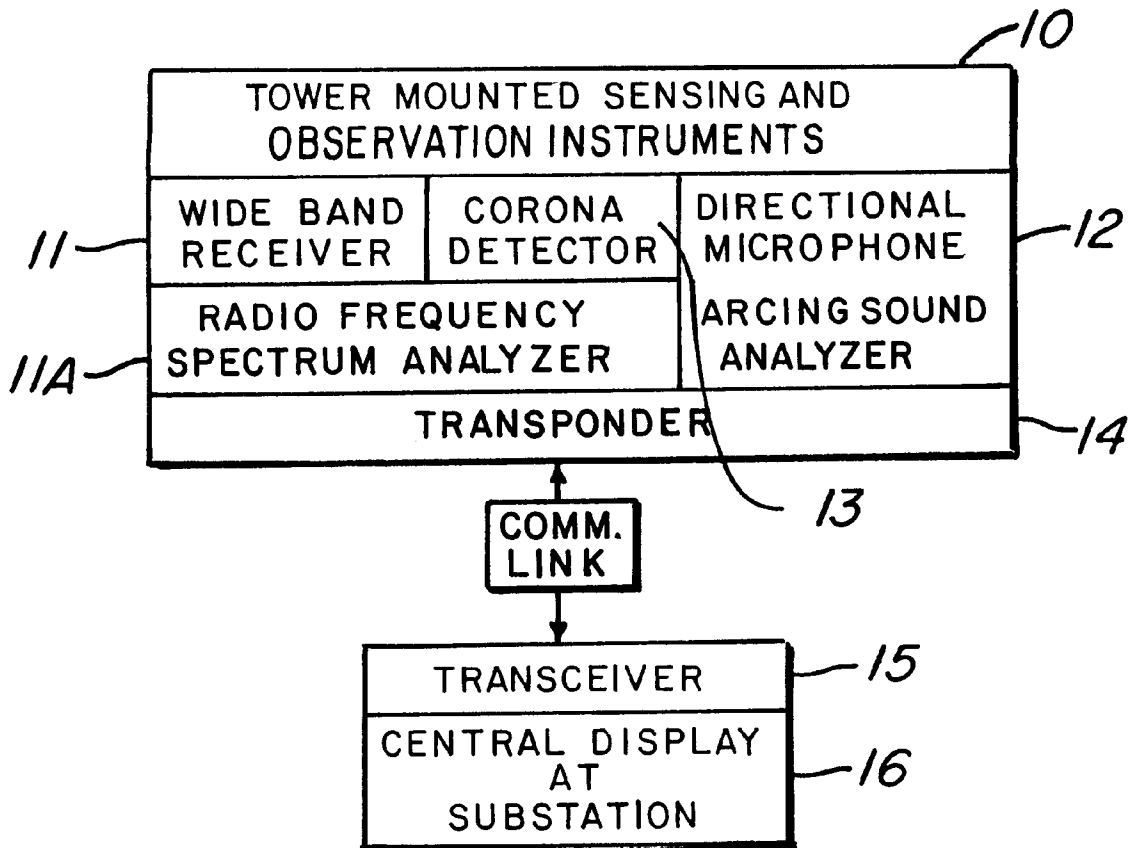 10
TOWER MOUNTED SENSING AND
OBSERVATION INSTRUMENTS
WIDE BAND
RECEIVER
11
CORONA
DETECTOR
DIRECTIONAL
MICROPHONE
12
RADIO FREQUENCY
SPECTRUM ANALYZER
11A
ARCING SOUND
ANALYZER
TRANSPONDER
14
13
COMM.
LINK
TRANSCEIVER
15
CENTRAL DISPLAY
AT
SUBSTATION
16